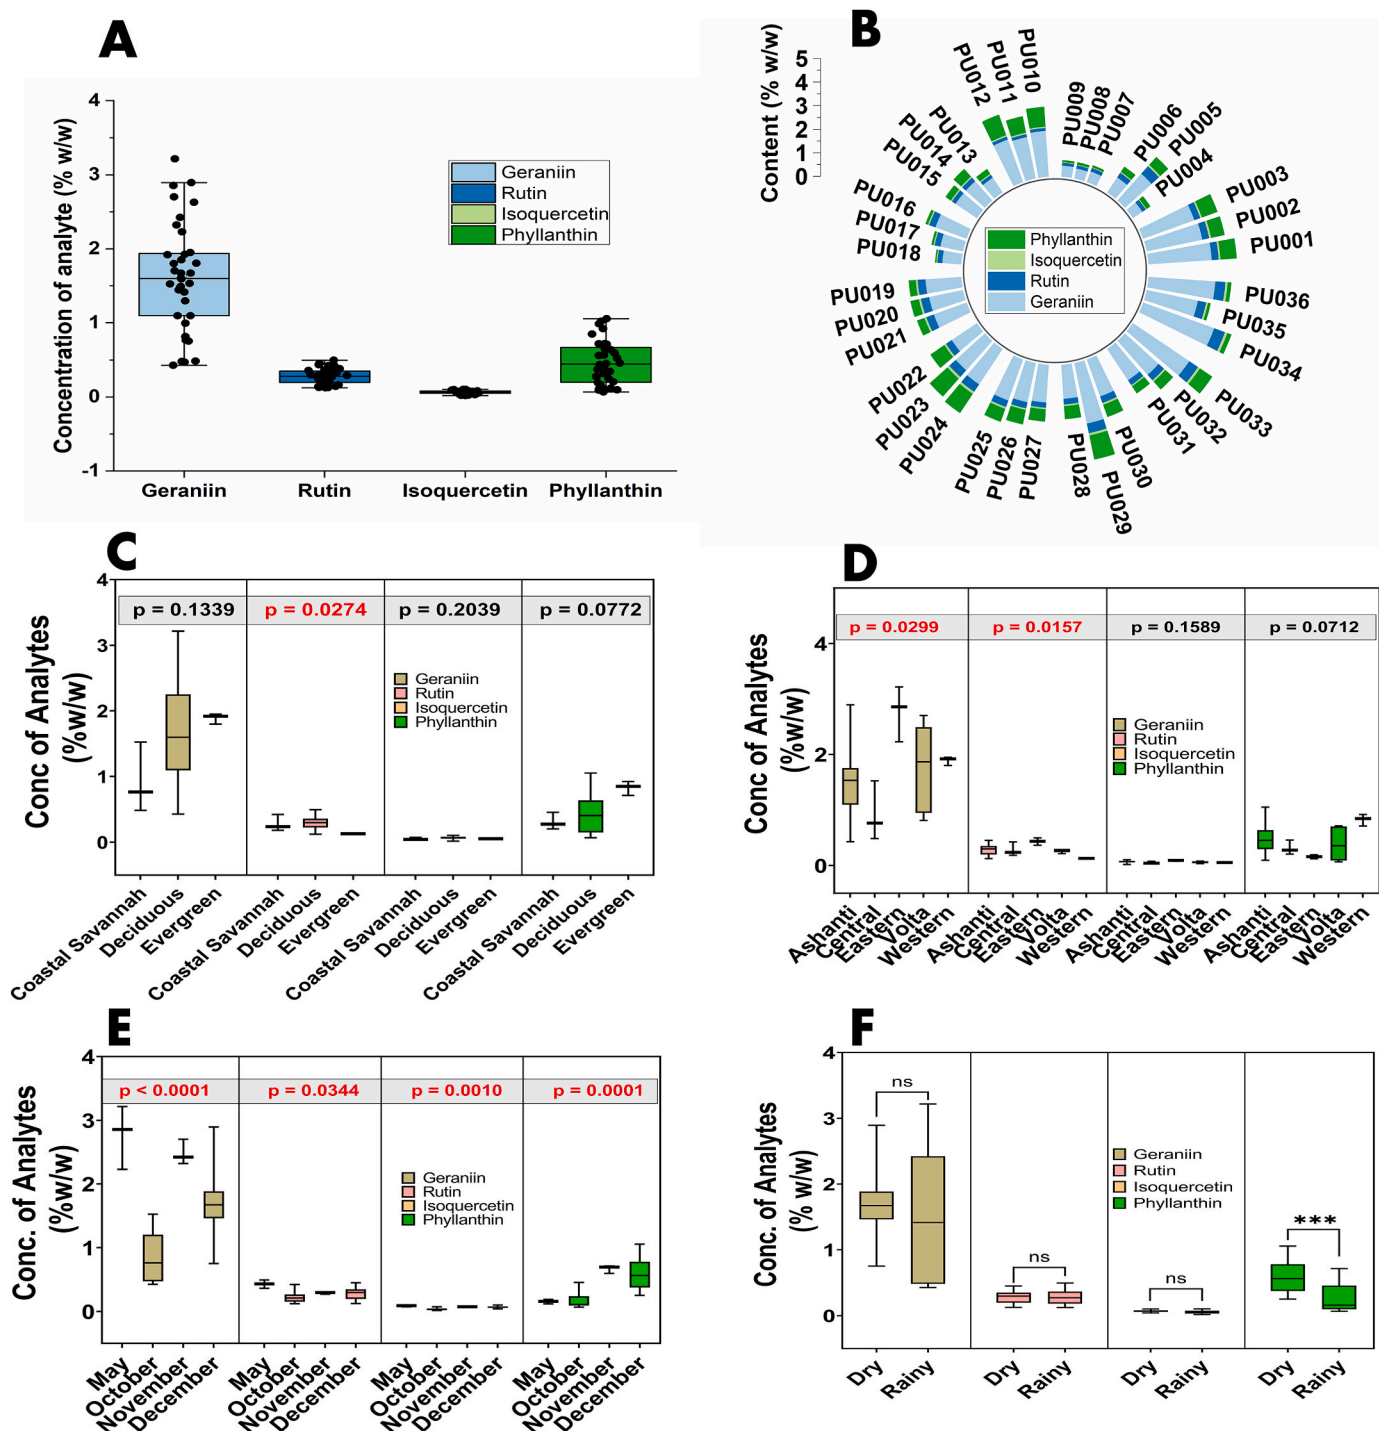 A
Concentration of analyte (% w/w)
4
3
2
1
0
-1
Geraniin
Rutin
Isoquercetin
Phyllanthin
Geraniin
Rutin
Isoquercetin
Phyllanthin
B
Content (% w/w)
5
4
3
2
1
0
PU012
PU011
PU010
PU009
PU008
PU007
PU006
PU005
PU004
PU003
PU002
PU001
PU036
PU035
PU034
PU033
PU032
PU031
PU030
PU029
PU028
PU027
PU026
PU025
PU024
PU023
PU022
PU021
PU020
PU019
PU018
PU017
PU016
PU015
PU014
PU013
Phyllanthin
Isoquercetin
Rutin
Geraniin
C
Conc of Analytes
(%w/w)
4
3
2
1
0
p = 0.1339
p = 0.0274
p = 0.2039
p = 0.0772
Geraniin
Rutin
Isoquercetin
Phyllanthin
Coastal Savannah
Deciduous
Evergreen
Coastal Savannah
Deciduous
Evergreen
Coastal Savannah
Deciduous
Evergreen
Coastal Savannah
Deciduous
Evergreen
D
Conc of Analytes
(%w/w)
4
2
0
p = 0.0299
p = 0.0157
p = 0.1589
p = 0.0712
Geraniin
Rutin
Isoquercetin
Phyllanthin
Ashanti
Central
Eastern
Volta
Western
Ashanti
Central
Eastern
Volta
Western
Ashanti
Central
Eastern
Volta
Western
Ashanti
Central
Eastern
Volta
Western
E
Conc. of Analytes
(%w/w)
4
3
2
1
0
p < 0.0001
p = 0.0344
p = 0.0010
p = 0.0001
Geraniin
Rutin
Isoquercetin
Phyllanthin
May
October
November
December
May
October
November
December
May
October
November
December
May
October
November
December
F
Conc. of Analytes
(% w/w)
4
3
2
1
0
ns
ns
ns
***
Geraniin
Rutin
Isoquercetin
Phyllanthin
Dry
Rainy
Dry
Rainy
Dry
Rainy
Dry
Rainy